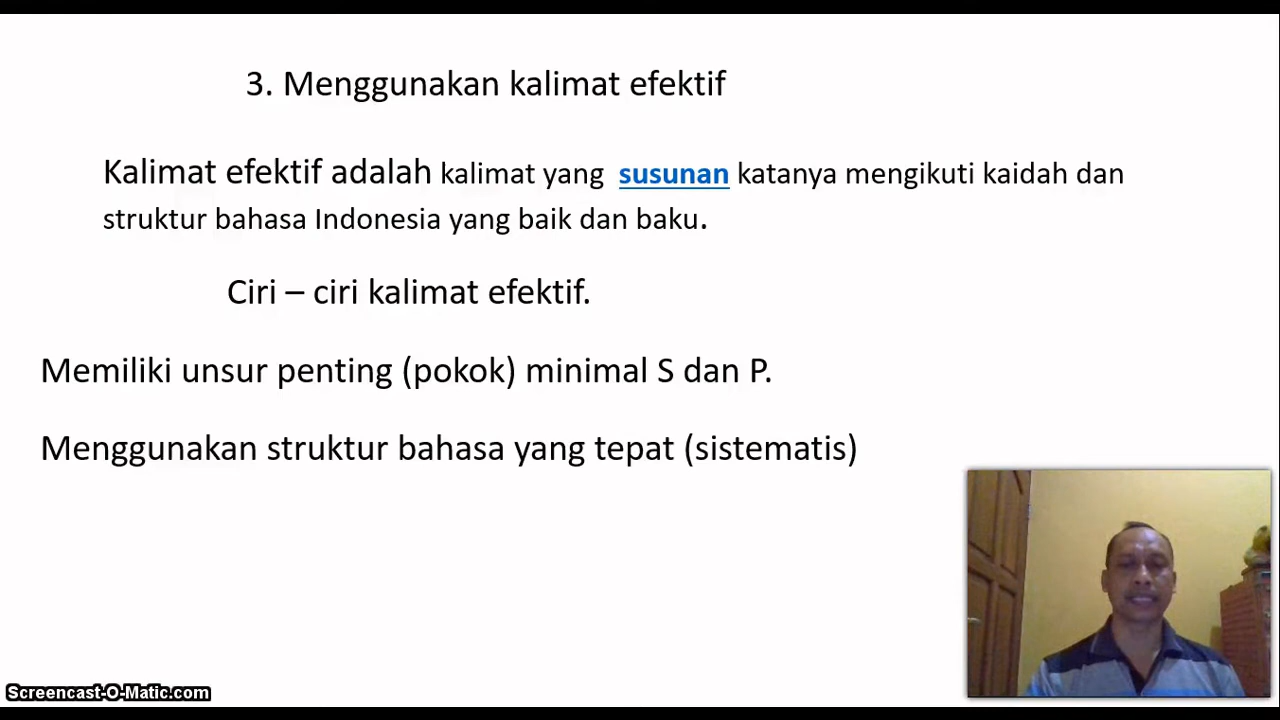 3. Menggunakan kalimat efektif
Kalimat efektif adalah kalimat yang susunan katanya mengikuti kaidah dan
struktur bahasa Indonesia yang baik dan baku.
Ciri – ciri kalimat efektif.
Memiliki unsur penting (pokok) minimal S dan P.
Menggunakan struktur bahasa yang tepat (sistematis)
Screencast-O-Matic.com